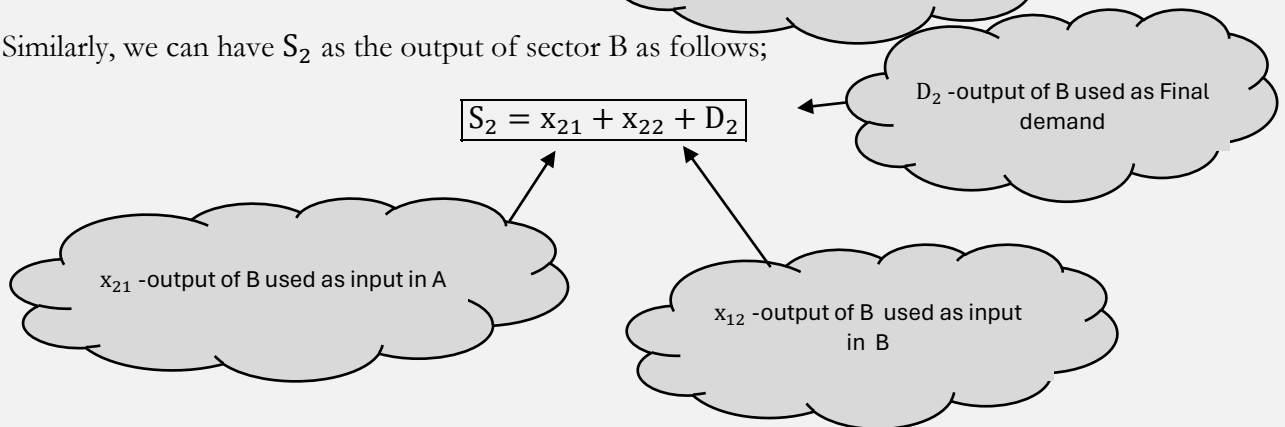 Similarly, we can have S₂ as the output of sector B as follows;
D₂ -output of B used as Final
demand
S₂ = x₂₁ + x₂₂ + D₂
x₂₁ -output of B used as input in A
x₁₂ -output of B used as input
in B